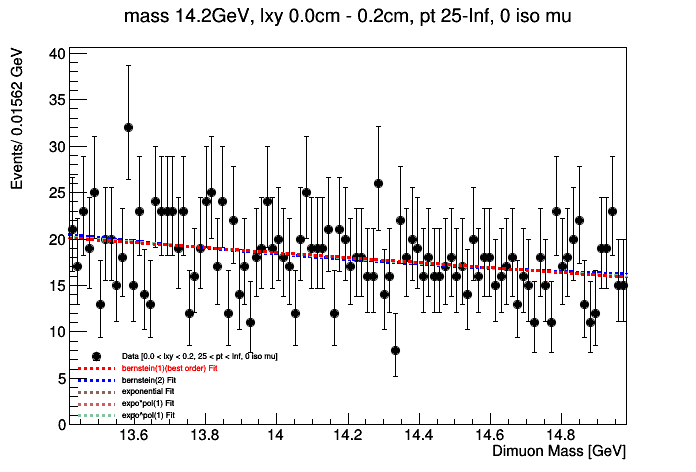 mass 14.2GeV, lxy 0.0cm - 0.2cm, pt 25-Inf, 0 iso mu
Events/ 0.01562 GeV
40
35
30
25
20
15
10
5
0
Data [0.0 < lxy < 0.2, 25 < pt < Inf, 0 iso mu]
bernstein(1)(best order) Fit
bernstein(2) Fit
exponential Fit
expo*pol(1) Fit
expo^pol(1) Fit
13.6 13.8 14 14.2 14.4 14.6 14.8
Dimuon Mass [GeV]